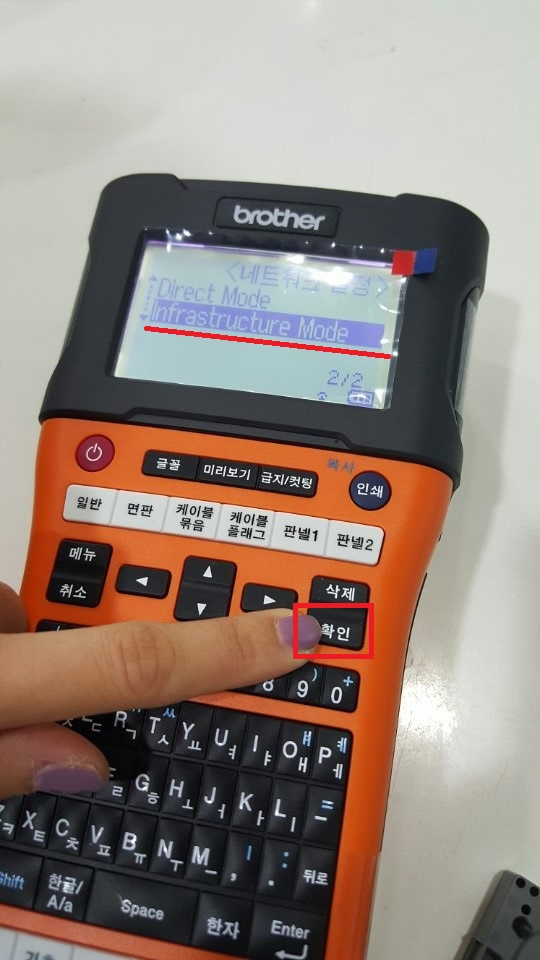 brother
<네트워크 설정>
Direct Mode
Infrastructure Mode
2/2
글꼴 미리보기 급지/컷팅
복사
인쇄
일반 면판 케이블 묶음 케이블 플래그 판넬1 판넬2
메뉴
취소
◀ ▲ ▼ ▶
삭제
확인
8 9 ) 0 +
R ㄱ T ㅅ ㅆ Y ㅛ U ㅕ I ㅑ O ㅐ ㅒ P ㅔ ㅖ
G ㅎ H ㅗ J ㅓ K ㅏ L ㅣ =
Z ㅋ X ㅌ C ㅊ V ㅍ B ㅠ N ㅜ M ㅡ , ' . : 뒤로
Shift 한글/ A/a Space 한자 Enter
기호